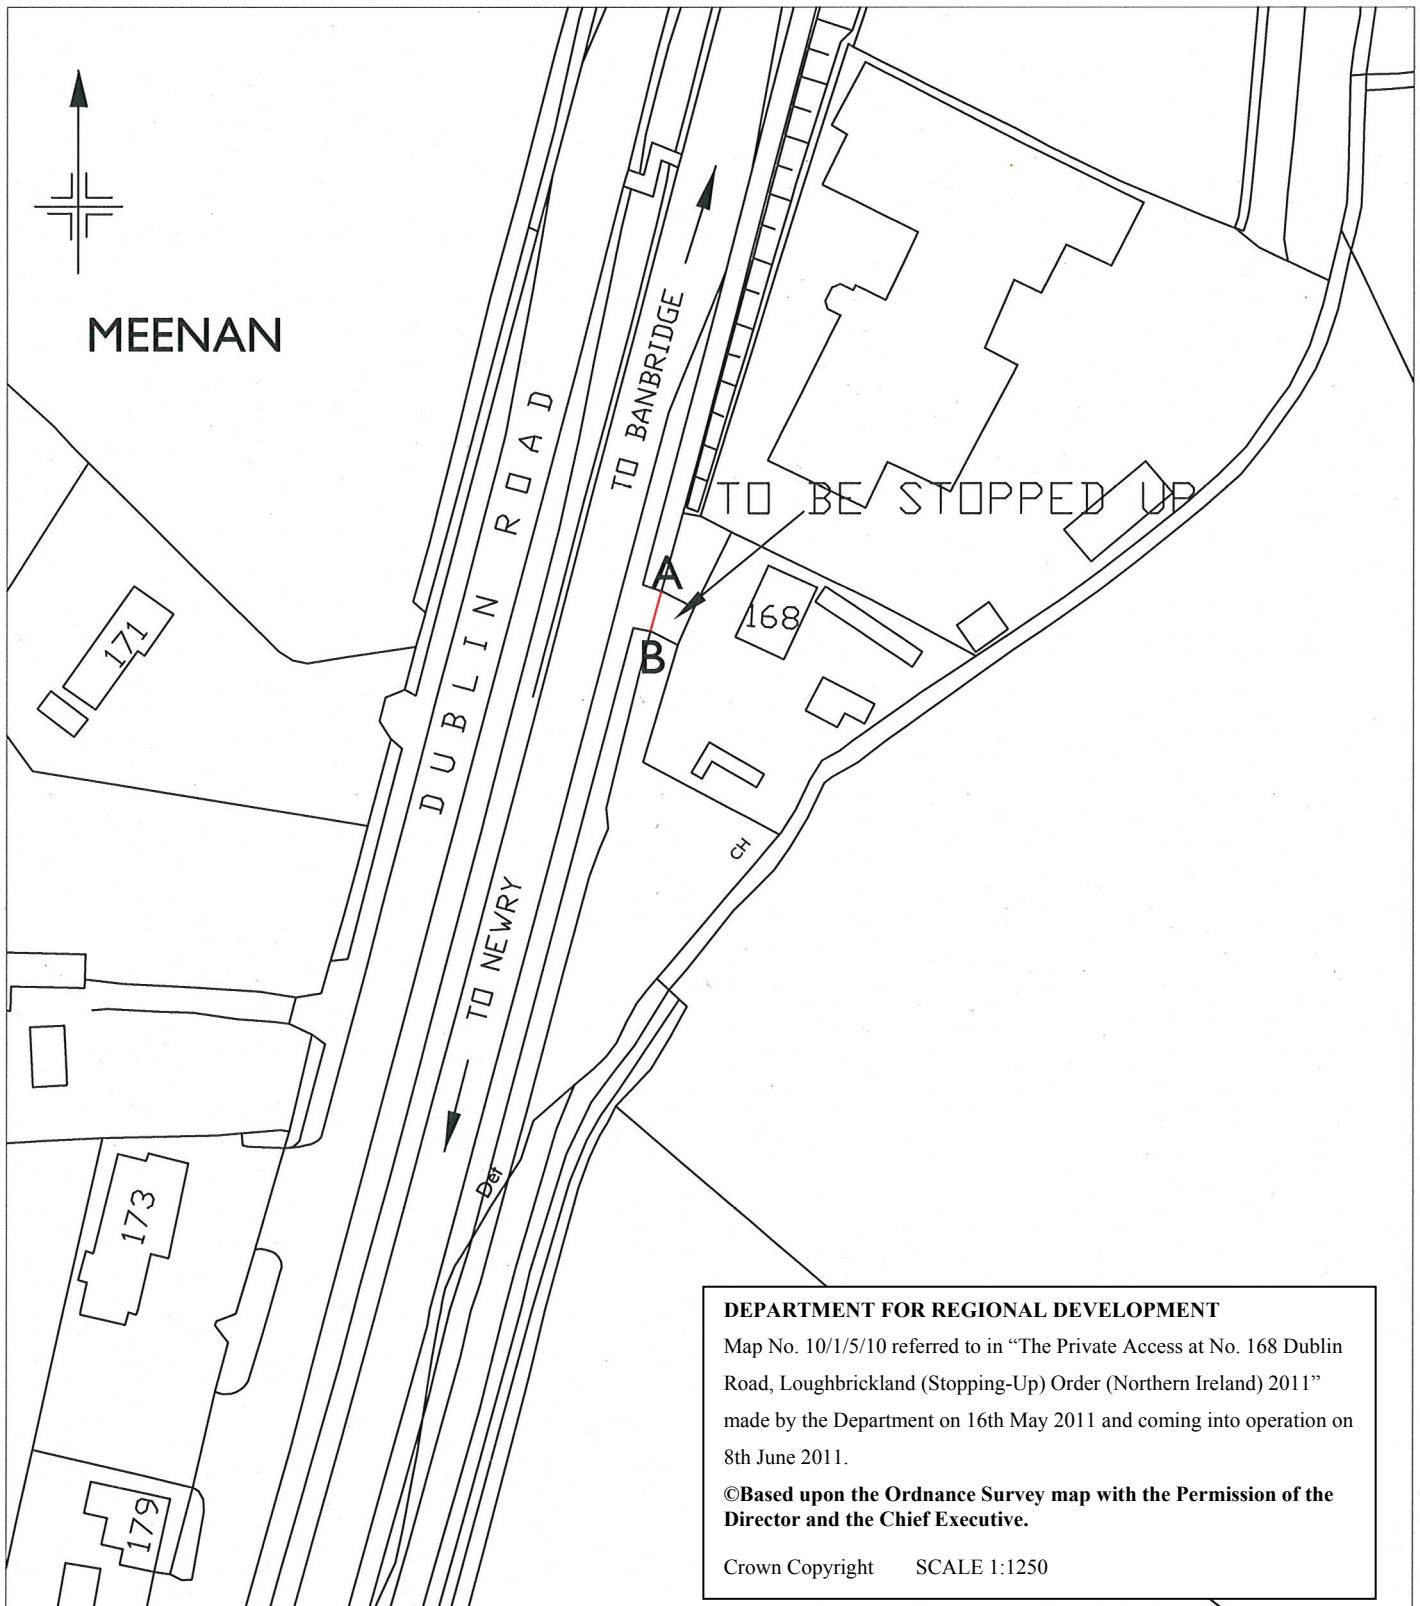 MEENAN
DUBLIN ROAD
TO BANBRIDGE
TO BE STOPPED UP
A
B
168
171
CH
TO NEWRY
Def
173
179
DEPARTMENT FOR REGIONAL DEVELOPMENT
Map No. 10/1/5/10 referred to in “The Private Access at No. 168 Dublin
Road, Loughbrickland (Stopping-Up) Order (Northern Ireland) 2011”
made by the Department on 16th May 2011 and coming into operation on
8th June 2011.
©Based upon the Ordnance Survey map with the Permission of the
Director and the Chief Executive.
Crown Copyright SCALE 1:1250